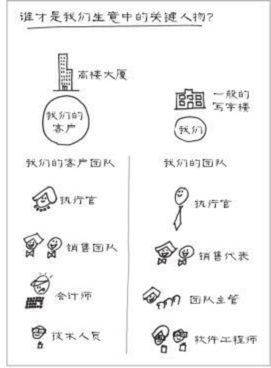 谁才是我们生意中的关键人物?
高楼大厦
我们的
客户
一般的
写字楼
我们
我们的客户团队
执行官
销售团队
会计师
技术人员
我们的团队
执行官
销售代表
团队主管
软件工程师